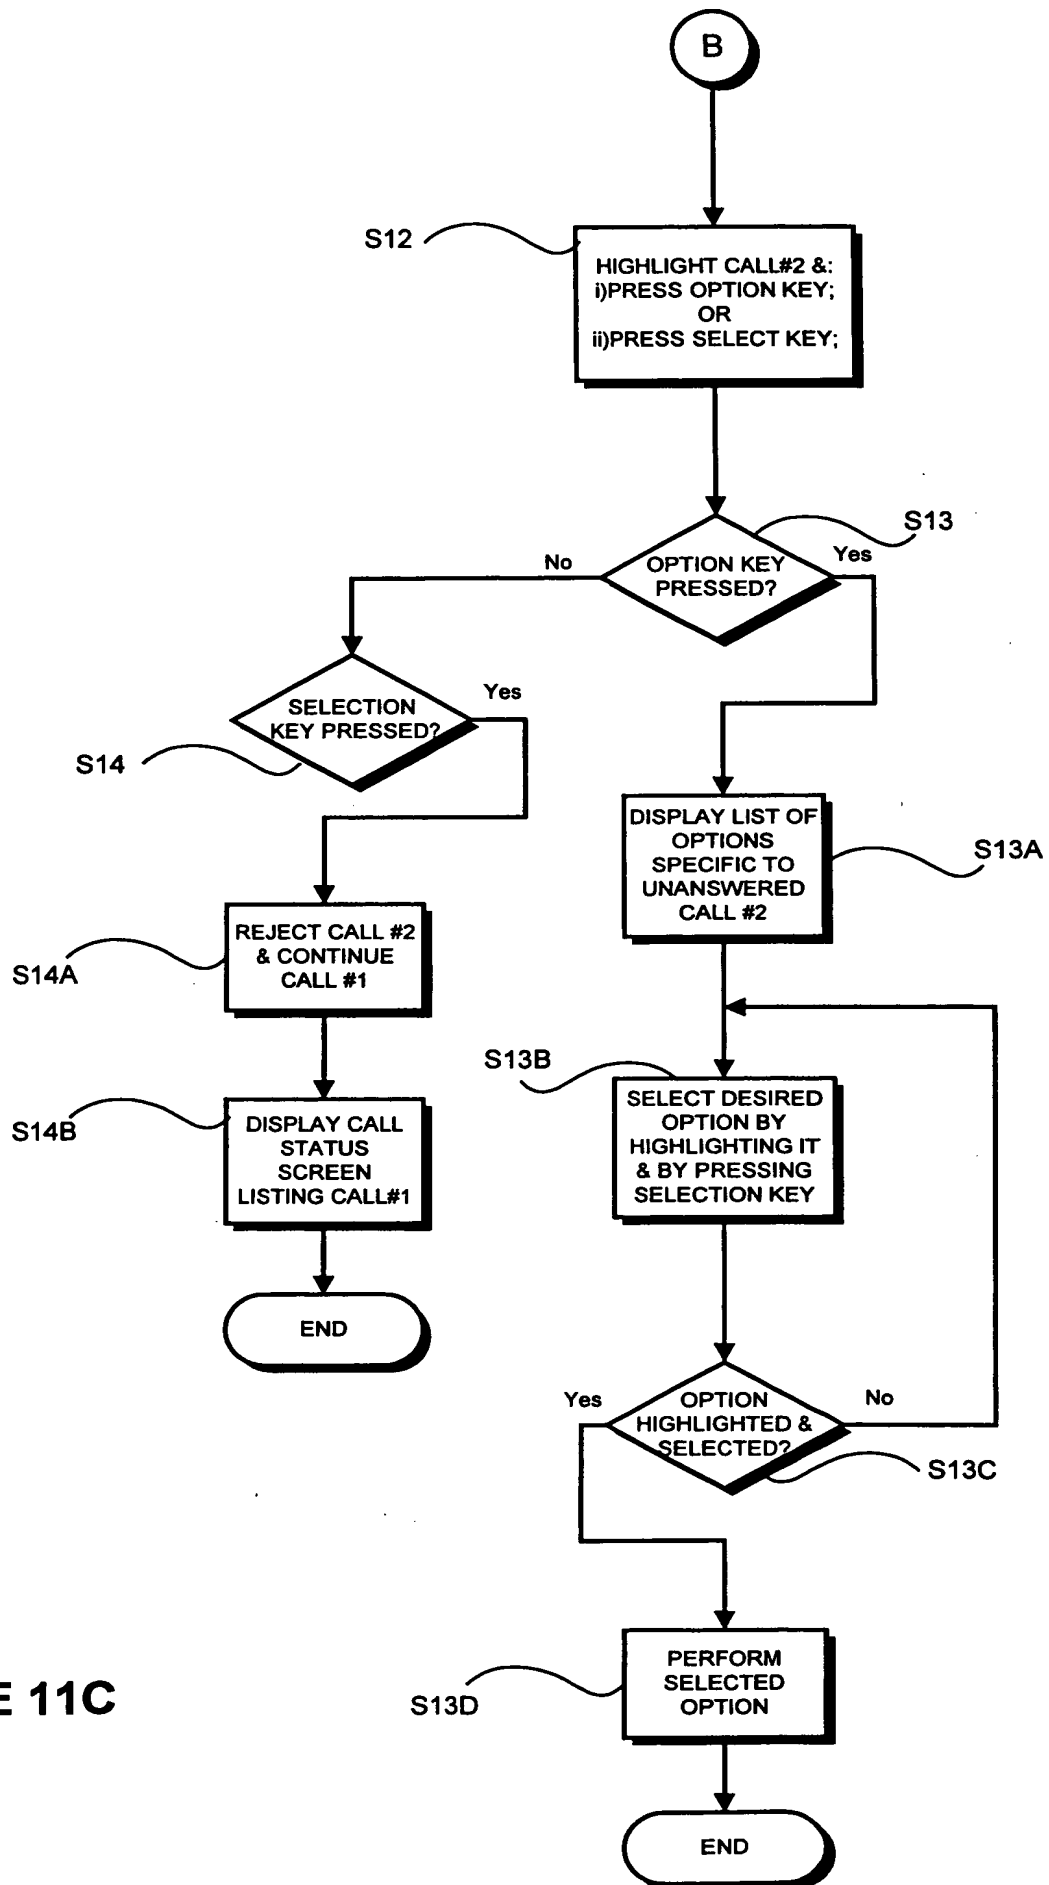 B
S12
HIGHLIGHT CALL#2 &:
i)PRESS OPTION KEY;
OR
ii)PRESS SELECT KEY;
S13
No
OPTION KEY
PRESSED?
Yes
SELECTION
KEY PRESSED?
Yes
S14
DISPLAY LIST OF
OPTIONS
SPECIFIC TO
UNANSWERED
CALL #2
S13A
REJECT CALL #2
& CONTINUE
CALL #1
S14A
S13B
SELECT DESIRED
OPTION BY
HIGHLIGHTING IT
& BY PRESSING
SELECTION KEY
S14B
DISPLAY CALL
STATUS
SCREEN
LISTING CALL#1
END
Yes
OPTION
HIGHLIGHTED &
SELECTED?
No
S13C
PERFORM
SELECTED
OPTION
S13D
E 11C
END